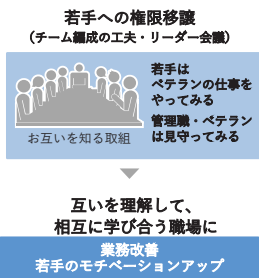 若手への権限移譲
(チーム編成の工夫・リーダー会議)
若手は
ベテランの仕事を
やってみる
管理職・ベテラン
は見守ってみる
お互いを知る取組
互いを理解して、
相互に学び合う職場に
業務改善
若手のモチベーションアップ